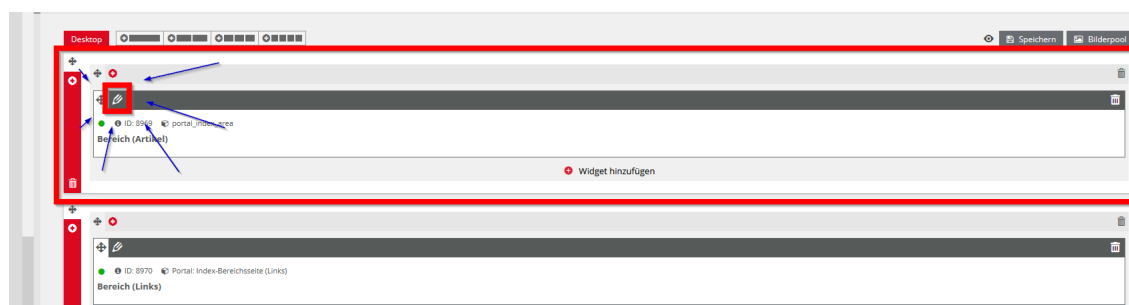 Desktop
Speichern Bilderpool
ID: 8969 portal_index_area
Bereich (Artikel)
Widget hinzufügen
ID: 8970 Portal: Index-Bereichsseite (Links)
Bereich (Links)